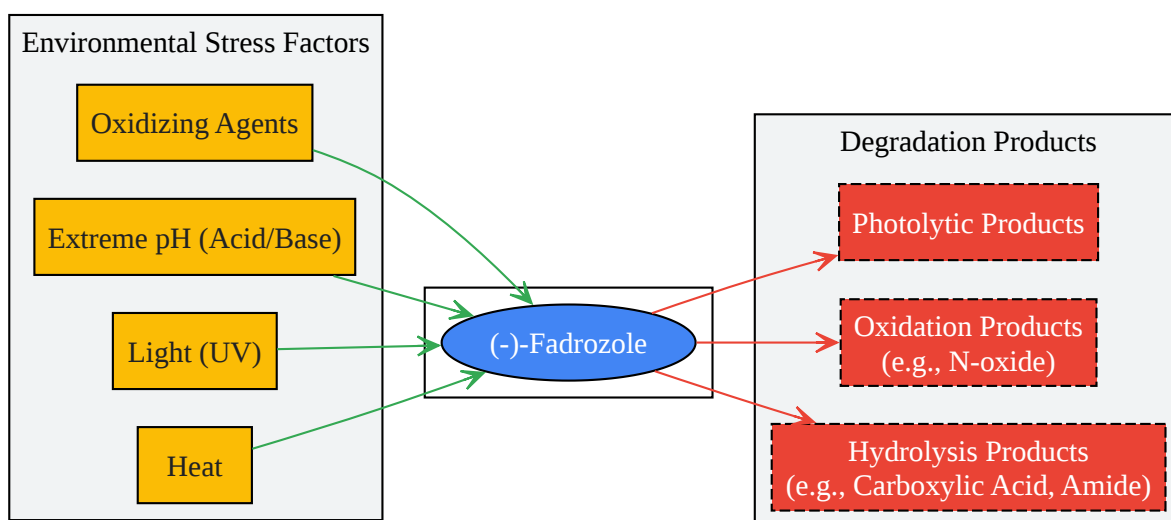 Environmental Stress Factors
Oxidizing Agents
Extreme pH (Acid/Base)
Light (UV)
Heat
(-)-Fadrozole
Degradation Products
Photolytic Products
Oxidation Products
(e.g., N-oxide)
Hydrolysis Products
(e.g., Carboxylic Acid, Amide)